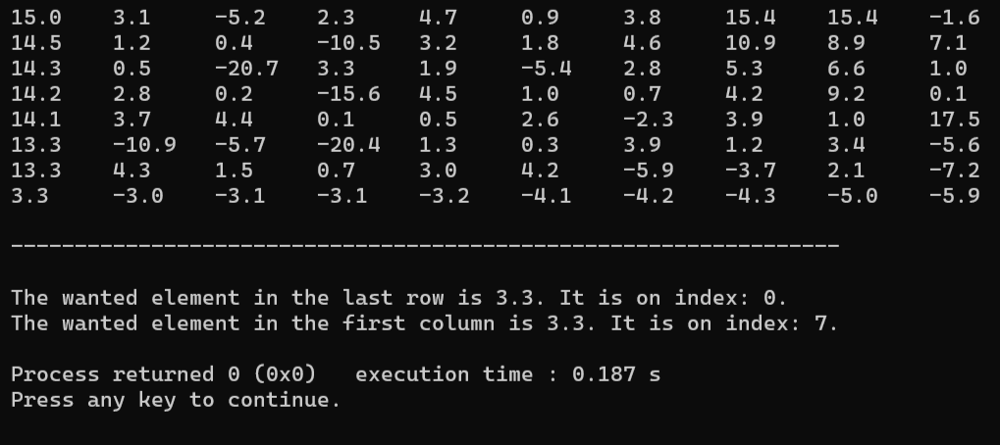 15.0 3.1 -5.2 2.3 4.7 0.9 3.8 15.4 15.4 -1.6
14.5 1.2 0.4 -10.5 3.2 1.8 4.6 10.9 8.9 7.1
14.3 0.5 -20.7 3.3 1.9 -5.4 2.8 5.3 6.6 1.0
14.2 2.8 0.2 -15.6 4.5 1.0 0.7 4.2 9.2 0.1
14.1 3.7 4.4 0.1 0.5 2.6 -2.3 3.9 1.0 17.5
13.3 -10.9 -5.7 -20.4 1.3 0.3 3.9 1.2 3.4 -5.6
13.3 4.3 1.5 0.7 3.0 4.2 -5.9 -3.7 2.1 -7.2
3.3 -3.0 -3.1 -3.1 -3.2 -4.1 -4.2 -4.3 -5.0 -5.9
-----------------------------------------------------------------
The wanted element in the last row is 3.3. It is on index: 0.
The wanted element in the first column is 3.3. It is on index: 7.
Process returned 0 (0x0)   execution time : 0.187 s
Press any key to continue.